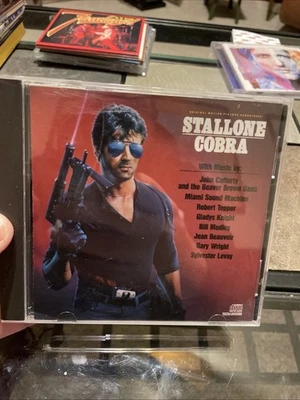 ORIGINAL MOTION PICTURE SOUNDTRACK
STALLONE
COBRA
With Music by:
John Cafferty
and the Beaver Brown Band
Miami Sound Machine
Robert Tepper
Gladys Knight
Bill Medley
Jean Beauvoir
Gary Wright
Sylvester Levay